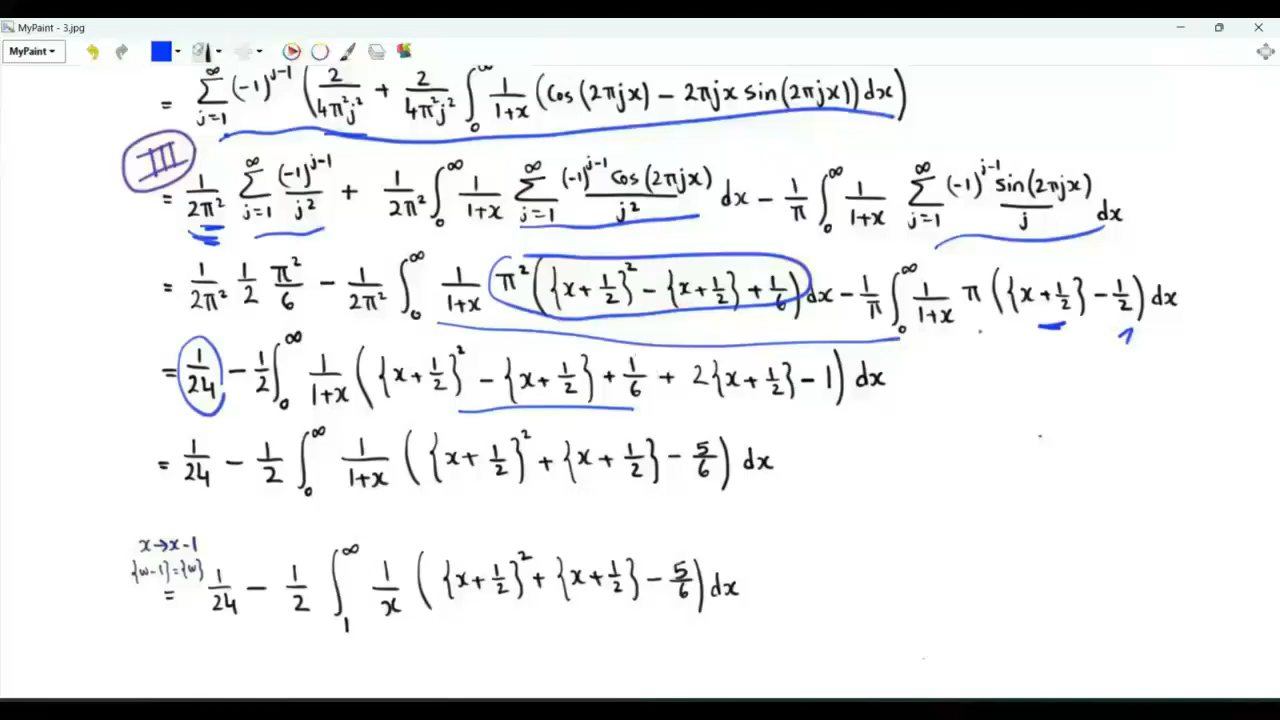 MyPaint - 3.jpg
MyPaint
= ∑_{j=1}^{∞} (-1)^{j-1} ( 2/(4π²j²) + 2/(4π²j²) ∫_0^∞ 1/(1+x) (cos(2πjx) - 2πjx sin(2πjx)) dx )
III
= 1/(2π²) ∑_{j=1}^{∞} (-1)^{j-1}/j² + 1/(2π²) ∫_0^∞ 1/(1+x) ∑_{j=1}^{∞} (-1)^{j-1} cos(2πjx)/j² dx - 1/π ∫_0^∞ 1/(1+x) ∑_{j=1}^{∞} (-1)^{j-1} sin(2πjx)/j dx
= 1/(2π²) 1/2 π²/6 - 1/(2π²) ∫_0^∞ 1/(1+x) π² ({x+1/2}² - {x+1/2} + 1/6) dx - 1/π ∫_0^∞ 1/(1+x) π ({x+1/2} - 1/2) dx
= 1/24 - 1/2 ∫_0^∞ 1/(1+x) ({x+1/2}² - {x+1/2} + 1/6 + 2{x+1/2} - 1) dx
= 1/24 - 1/2 ∫_0^∞ 1/(1+x) ({x+1/2}² + {x+1/2} - 5/6) dx
x→x-1
{w-1}={w}
= 1/24 - 1/2 ∫_1^∞ 1/x ({x+1/2}² + {x+1/2} - 5/6) dx